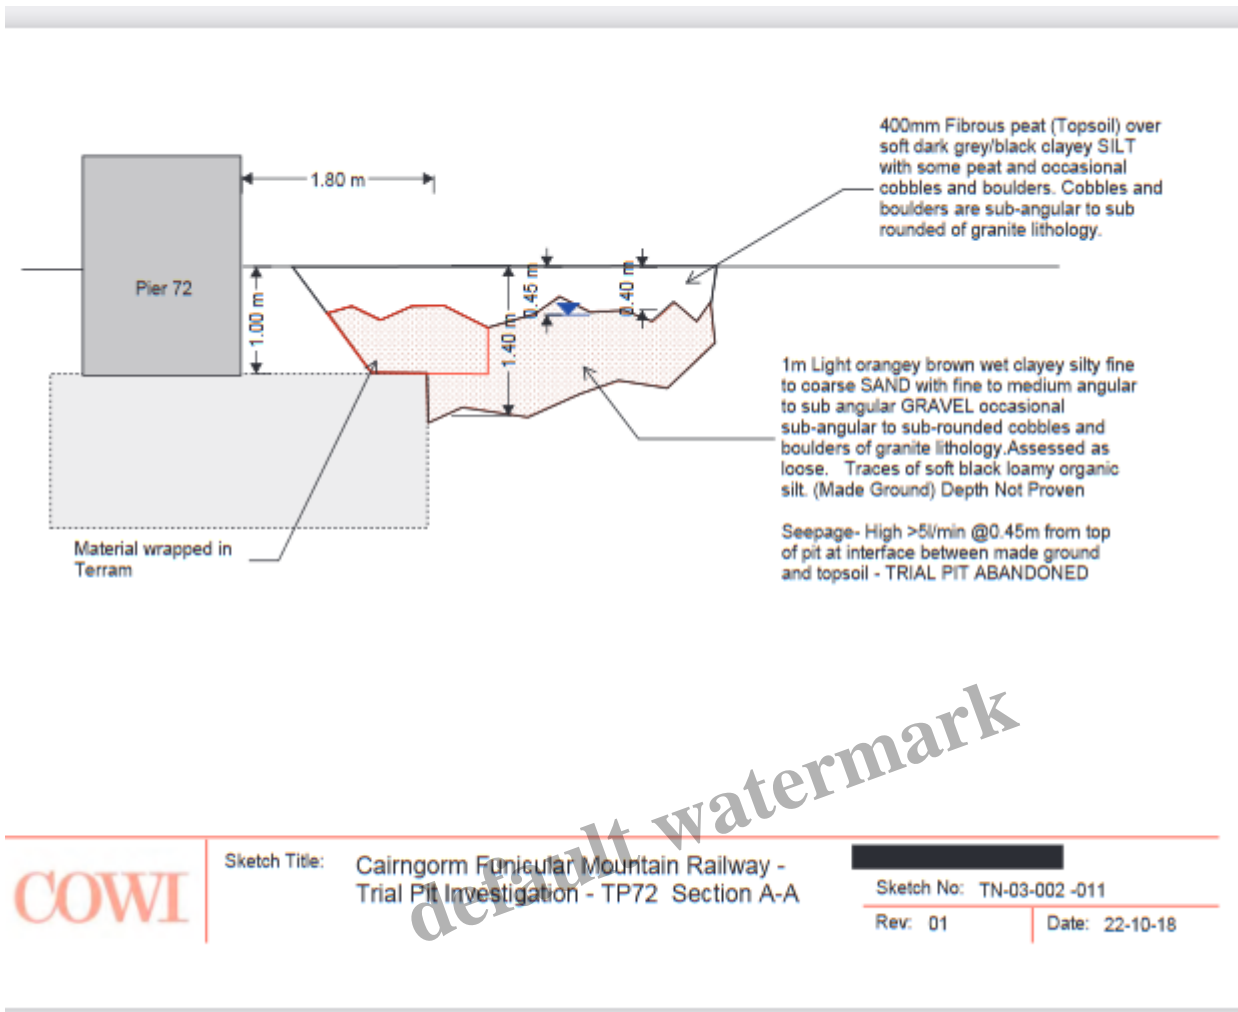 400mm Fibrous peat (Topsoil) over
soft dark grey/black clayey SILT
with some peat and occasional
cobbles and boulders. Cobbles and
boulders are sub-angular to sub
rounded of granite lithology.
1.80 m
Pier 72
1.00 m
1.40 m
0.45 m
0.40 m
1m Light orangey brown wet clayey silty fine
to coarse SAND with fine to medium angular
to sub angular GRAVEL occasional
sub-angular to sub-rounded cobbles and
boulders of granite lithology.Assessed as
loose. Traces of soft black loamy organic
silt. (Made Ground) Depth Not Proven
Seepage- High >5l/min @0.45m from top
of pit at interface between made ground
and topsoil - TRIAL PIT ABANDONED
Material wrapped in
Terram
default watermark
COWI
Sketch Title:
Cairngorm Funicular Mountain Railway -
Trial Pit Investigation - TP72 Section A-A
Sketch No: TN-03-002 -011
Rev: 01
Date: 22-10-18